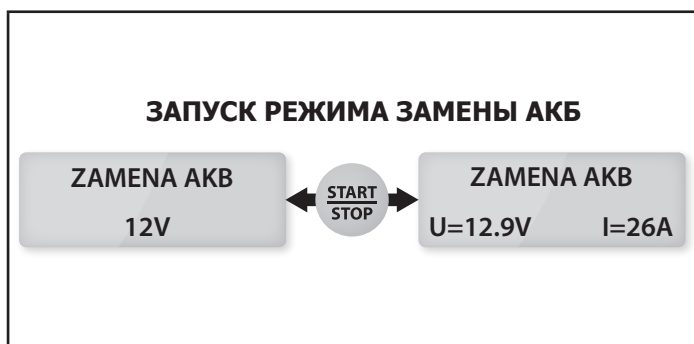 ЗАПУСК РЕЖИМА ЗАМЕНЫ АКБ
ZAMENA AKB
12V
START
STOP
ZAMENA AKB
U=12.9V I=26A